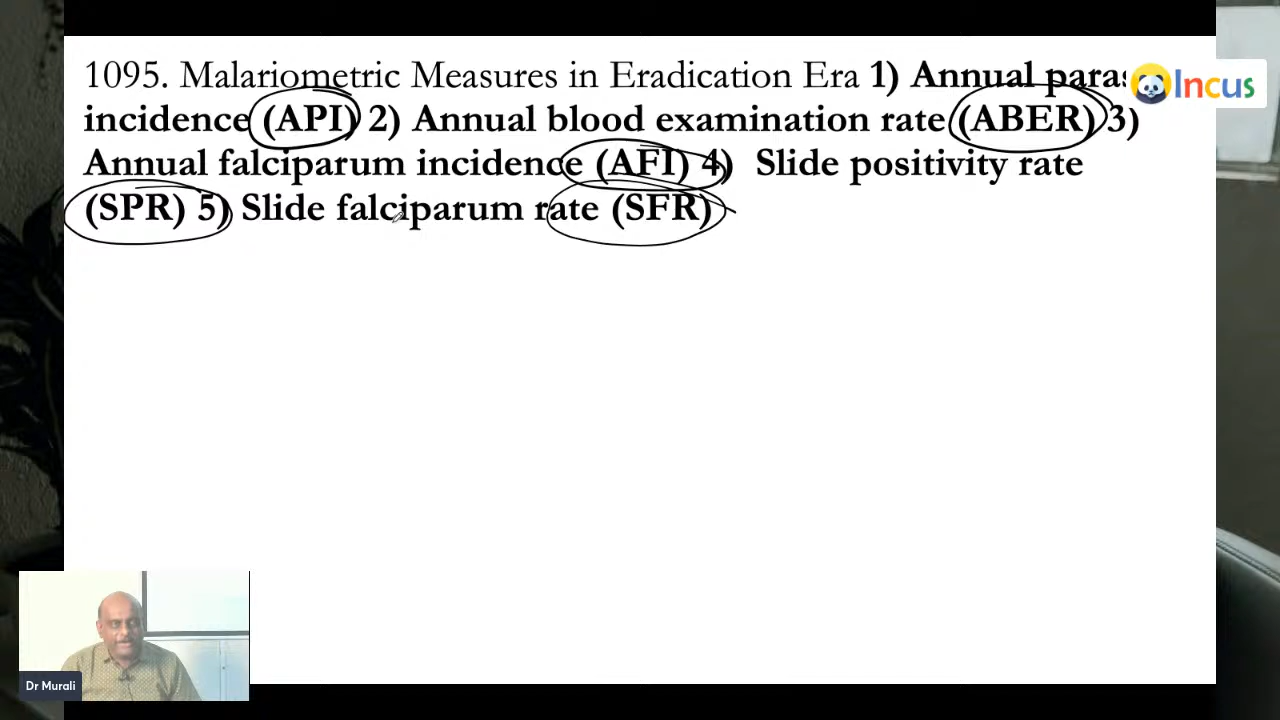 1095. Malariometric Measures in Eradication Era 1) Annual
incidence (API) 2) Annual blood examination rate (ABER) 3)
Annual falciparum incidence (AFI) 4) Slide positivity rate
(SPR) 5) Slide falciparum rate (SFR)
Incus
Dr Murali